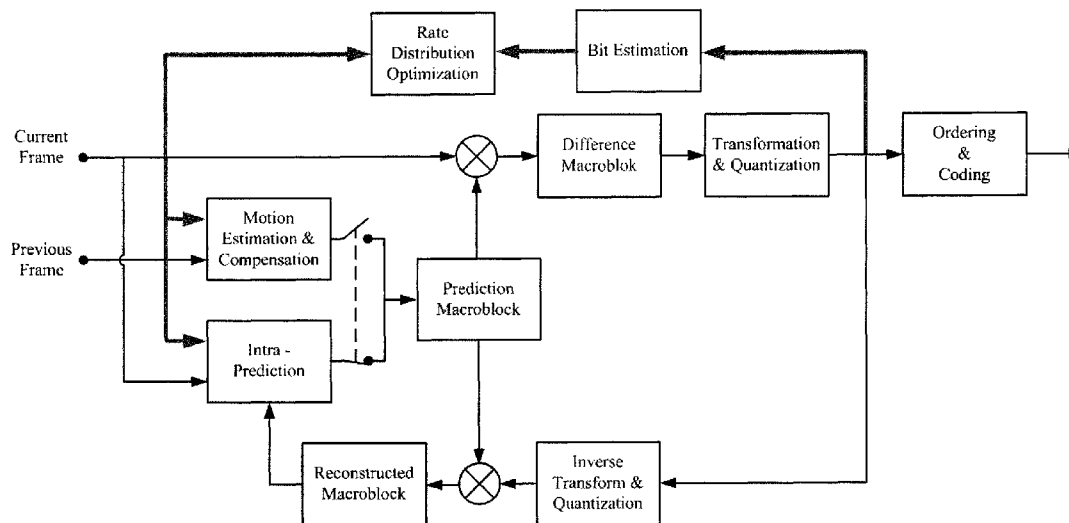 Rate
Distribution
Optimization
Bit Estimation
Current
Frame
Difference
Macroblok
Transformation
& Quantization
Ordering
&
Coding
Motion
Estimation &
Compensation
Previous
Frame
Prediction
Macroblock
Intra -
Prediction
Reconstructed
Macroblock
Inverse
Transform &
Quantization